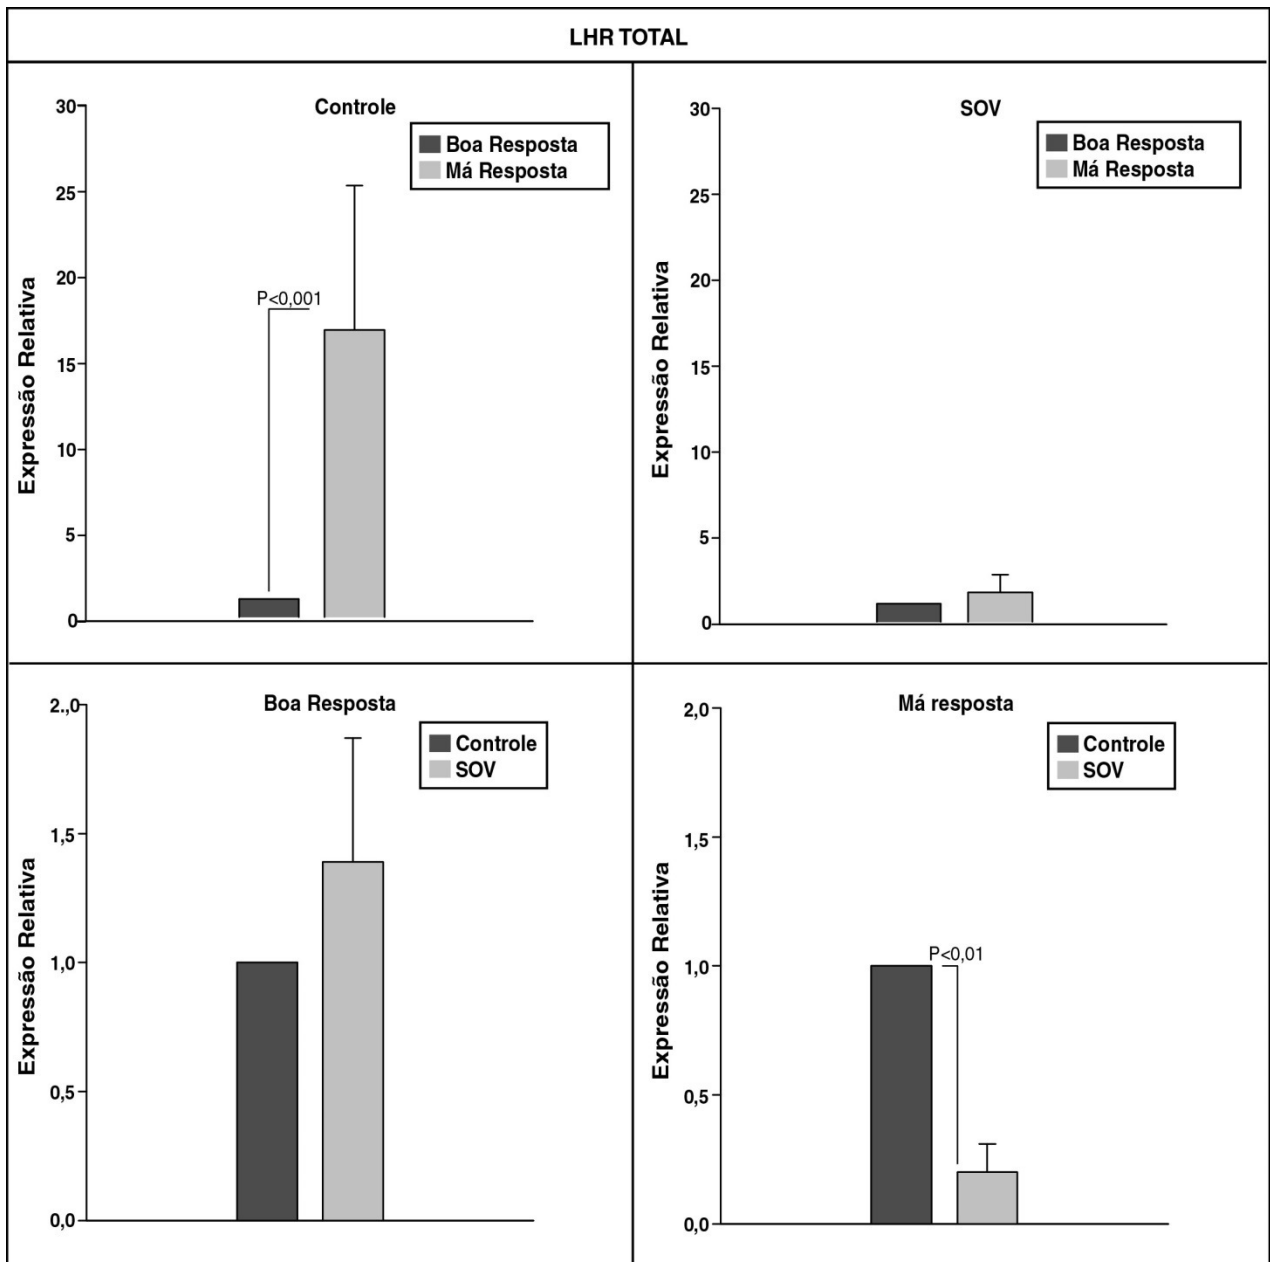 LHR TOTAL
Controle
Boa Resposta
Má Resposta
Expressão Relativa
30
25
20
15
10
5
0
P<0,001
SOV
Boa Resposta
Má Resposta
Expressão Relativa
30
25
20
15
10
5
0
Boa Resposta
Controle
SOV
Expressão Relativa
2.,0
1,5
1,0
0,5
0,0
Má resposta
Controle
SOV
Expressão Relativa
2,0
1,5
1,0
0,5
0,0
P<0,01